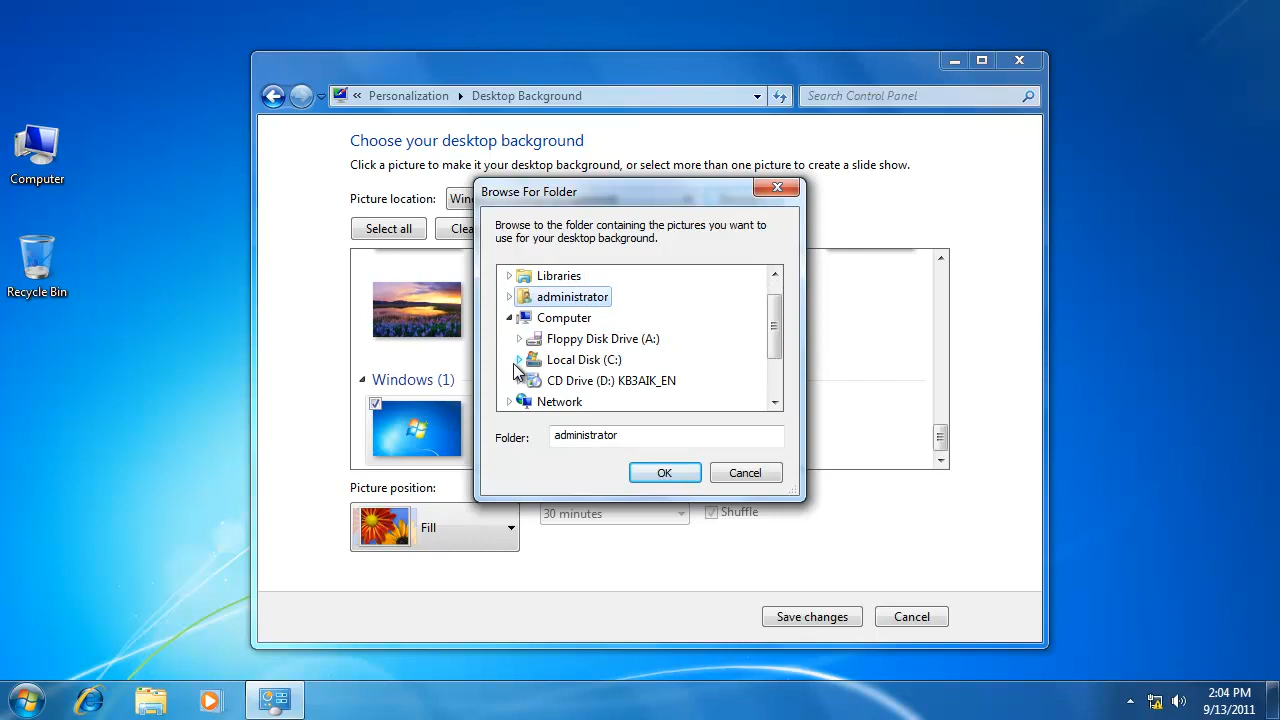 Computer
Recycle Bin
« Personalization Desktop Background
Search Control Panel
Choose your desktop background
Click a picture to make it your desktop background, or select more than one picture to create a slide show.
Picture location:
Select all
Windows (1)
Picture position:
Fill
30 minutes
Shuffle
Save changes
Cancel
Browse For Folder
Browse to the folder containing the pictures you want to
use for your desktop background.
Libraries
administrator
Computer
Floppy Disk Drive (A:)
Local Disk (C:)
CD Drive (D:) KB3AIK_EN
Network
Folder: administrator
OK
Cancel
2:04 PM
9/13/2011